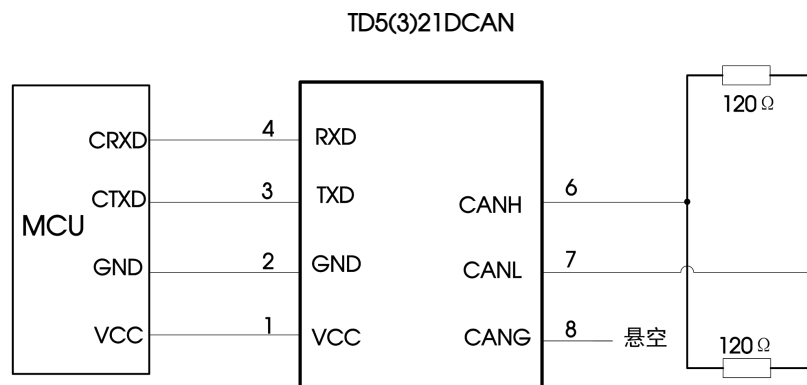 TD5(3)21DCAN
120Ω
CRXD 4 RXD
CTXD 3 TXD
CANH 6
MCU
GND 2 GND
CANL 7
VCC 1 VCC
CANG 8 悬空
120Ω